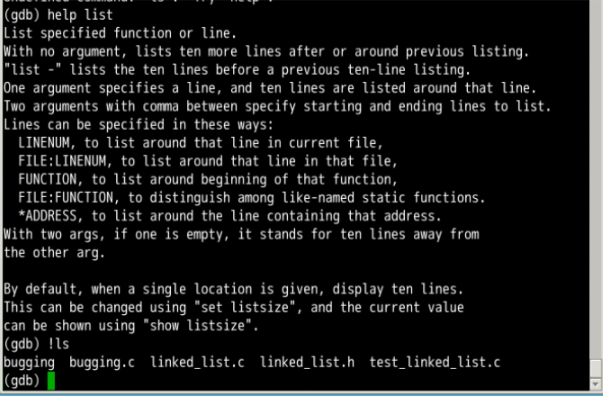 (gdb) help list
List specified function or line.
With no argument, lists ten more lines after or around previous listing.
"list -" lists the ten lines before a previous ten-line listing.
One argument specifies a line, and ten lines are listed around that line.
Two arguments with comma between specify starting and ending lines to list.
Lines can be specified in these ways:
  LINENUM, to list around that line in current file,
  FILE:LINENUM, to list around that line in that file,
  FUNCTION, to list around beginning of that function,
  FILE:FUNCTION, to distinguish among like-named static functions.
  *ADDRESS, to list around the line containing that address.
With two args, if one is empty, it stands for ten lines away from
the other arg.

By default, when a single location is given, display ten lines.
This can be changed using "set listsize", and the current value
can be shown using "show listsize".
(gdb) !ls
bugging  bugging.c  linked_list.c  linked_list.h  test_linked_list.c
(gdb)